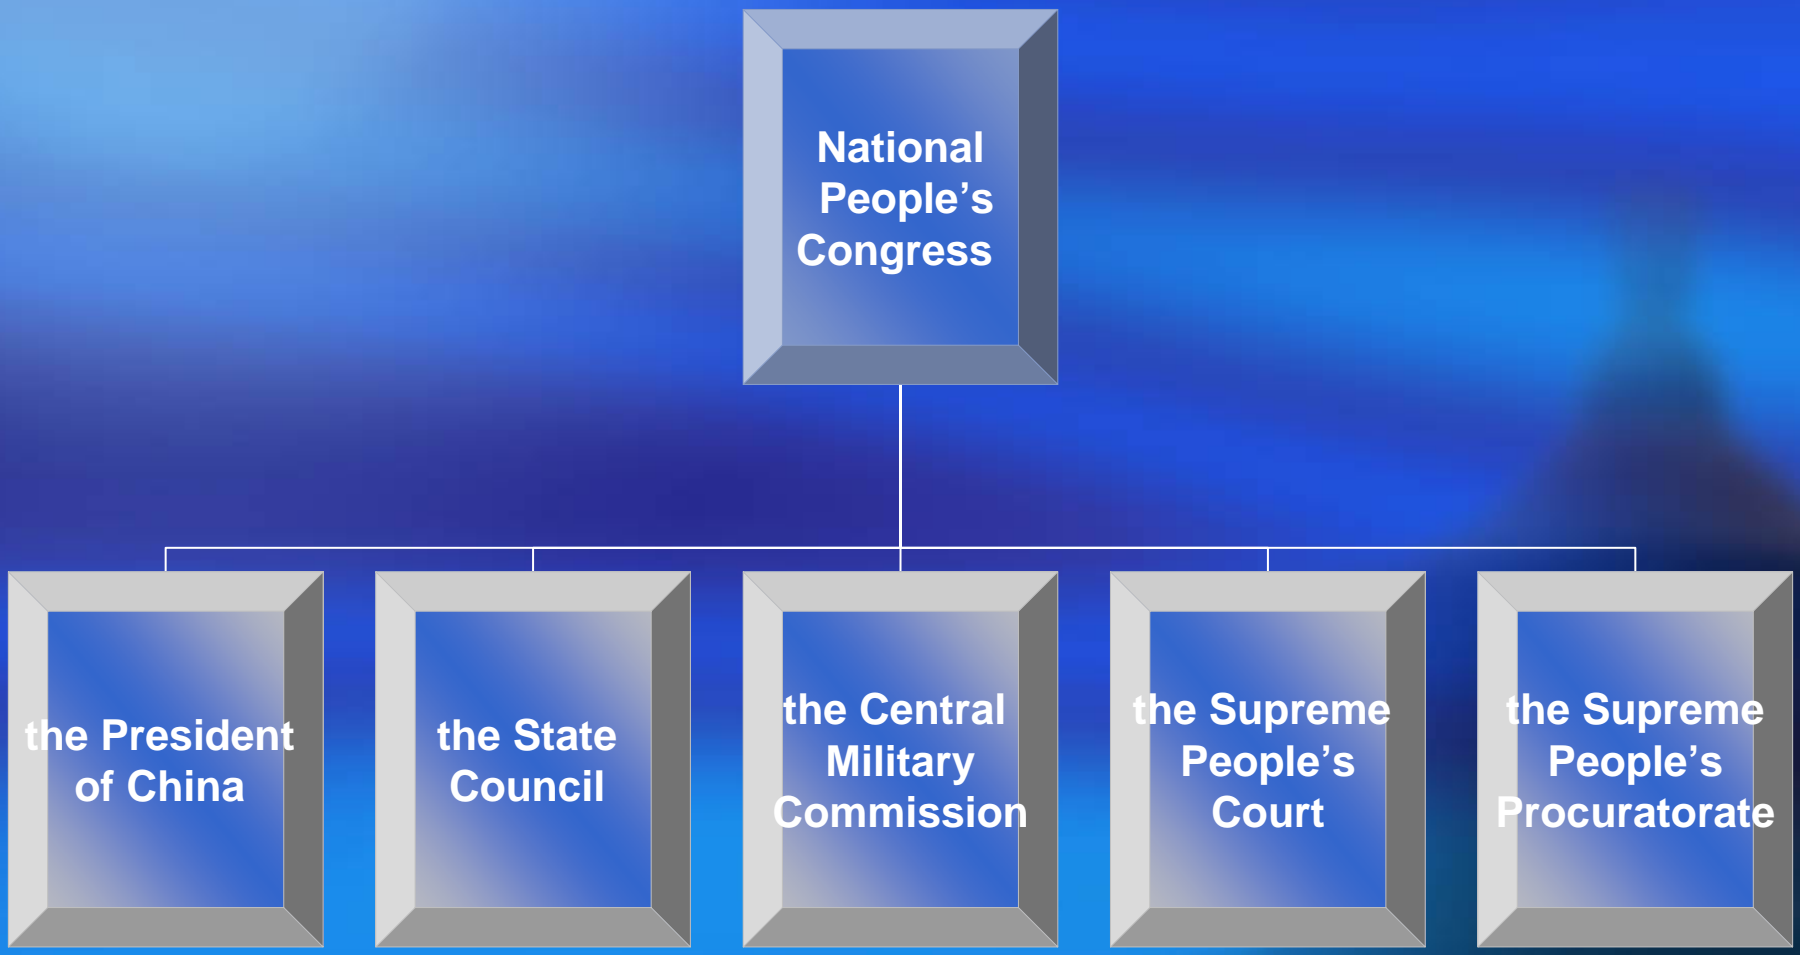 National
People’s
Congress
the President
of China
the State
Council
the Central
Military
Commission
the Supreme
People’s
Court
the Supreme
People’s
Procuratorate